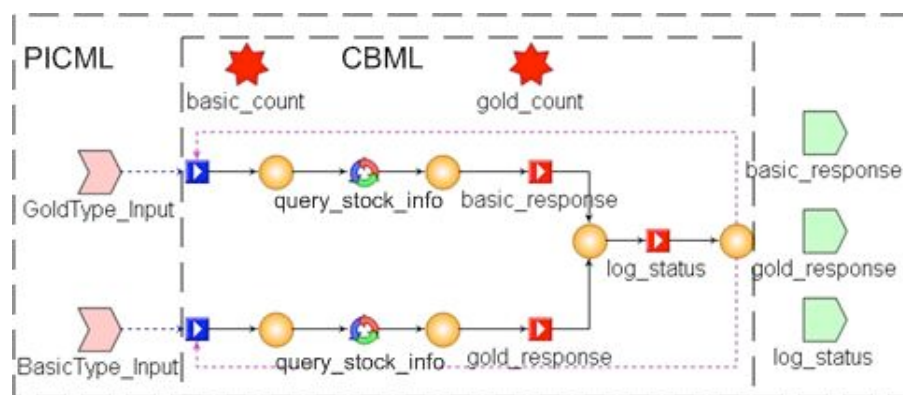 PICML
CBML
basic_count
gold_count
basic_response
GoldType_Input
query_stock_info
basic_response
log_status
gold_response
BasicType_Input
query_stock_info
gold_response
log_status